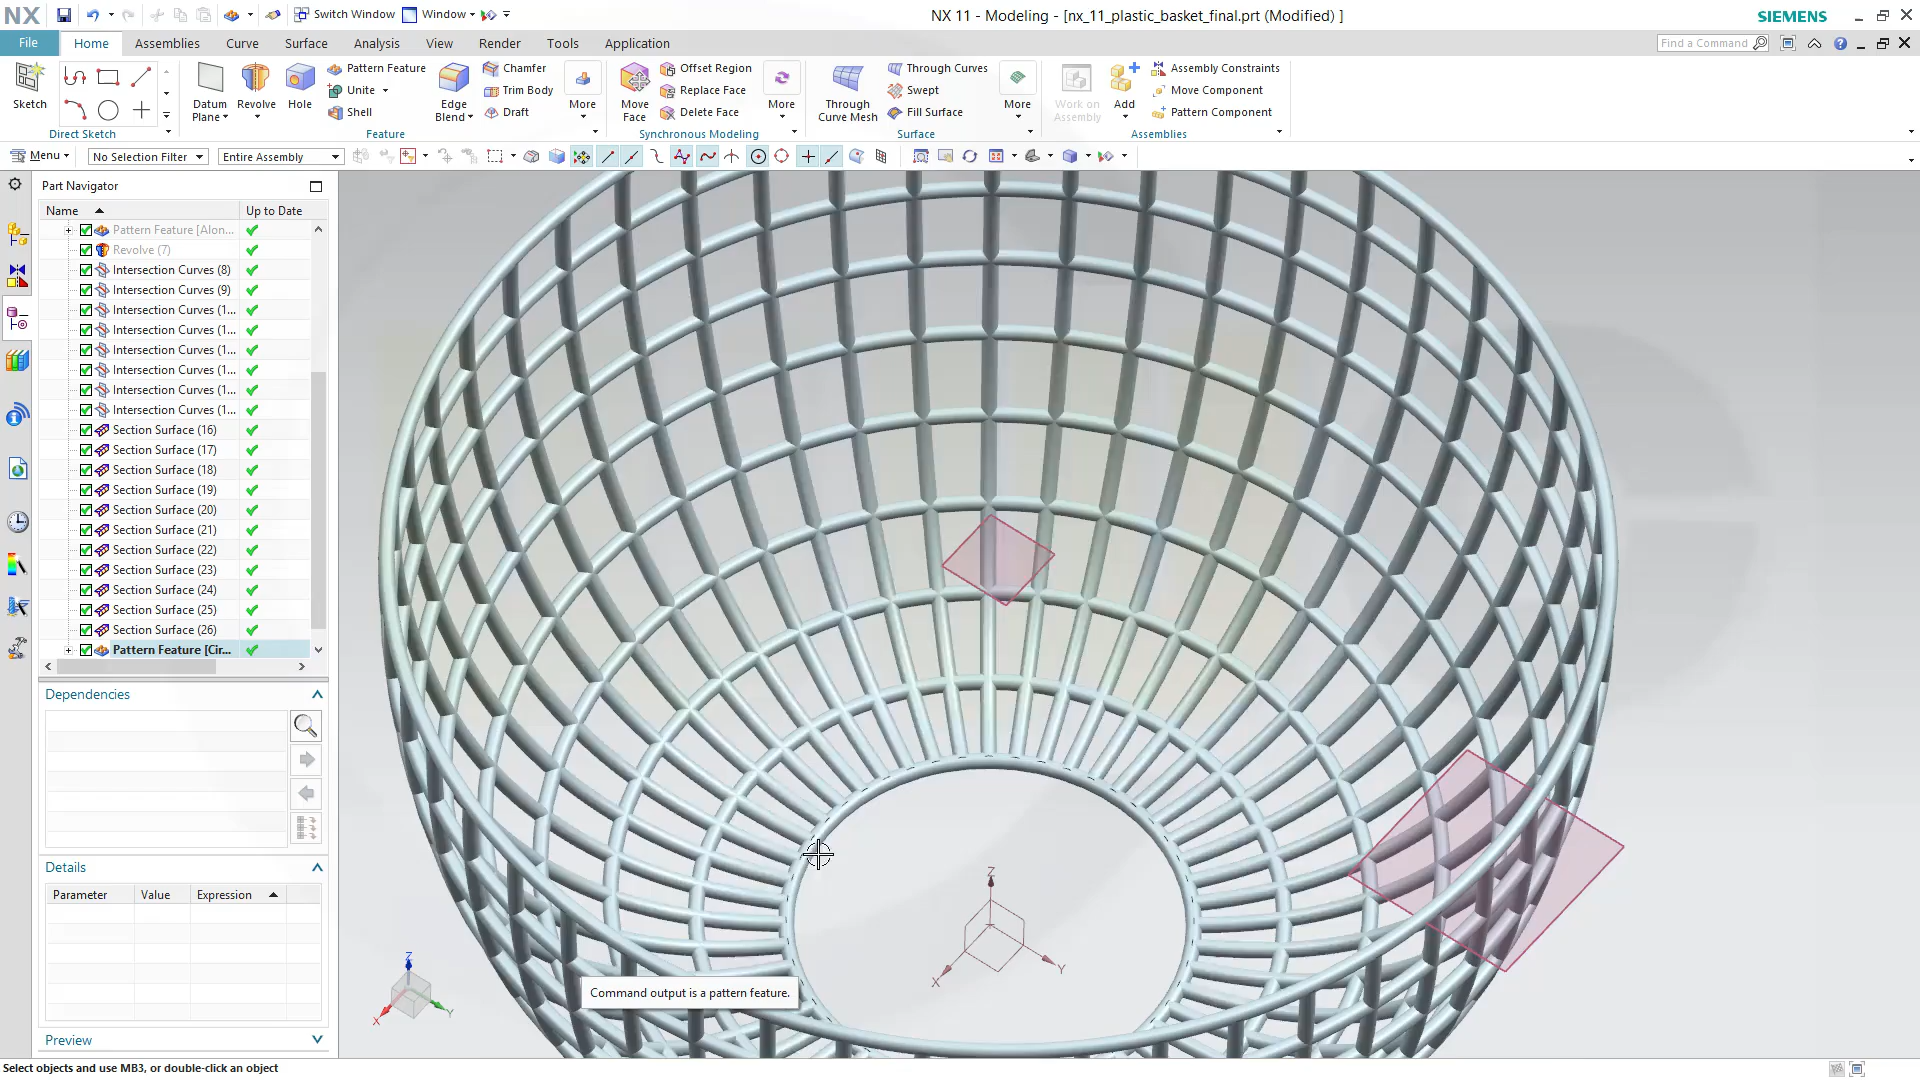 NX
Switch Window
Window
NX 11 - Modeling - [nx_11_plastic_basket_final.prt (Modified) ]
SIEMENS
File
Home
Assemblies
Curve
Surface
Analysis
View
Render
Tools
Application
Find a Command
Sketch
Direct Sketch
Datum
Plane
Revolve
Hole
Pattern Feature
Unite
Shell
Edge
Blend
Chamfer
Trim Body
Draft
More
Feature
Move
Face
Offset Region
Replace Face
Delete Face
More
Synchronous Modeling
Through
Curve Mesh
Through Curves
Swept
Fill Surface
More
Surface
Work on
Assembly
Add
Assembly Constraints
Move Component
Pattern Component
Assemblies
Menu
No Selection Filter
Entire Assembly
Part Navigator
Name
Up to Date
Pattern Feature [Alon...
Revolve (7)
Intersection Curves (8)
Intersection Curves (9)
Intersection Curves (1...
Intersection Curves (1...
Intersection Curves (1...
Intersection Curves (1...
Intersection Curves (1...
Intersection Curves (1...
Section Surface (16)
Section Surface (17)
Section Surface (18)
Section Surface (19)
Section Surface (20)
Section Surface (21)
Section Surface (22)
Section Surface (23)
Section Surface (24)
Section Surface (25)
Section Surface (26)
Pattern Feature [Cir...
Dependencies
Details
Parameter
Value
Expression
Preview
Z
X
Y
Z
X
Y
Command output is a pattern feature.
Select objects and use MB3, or double-click an object